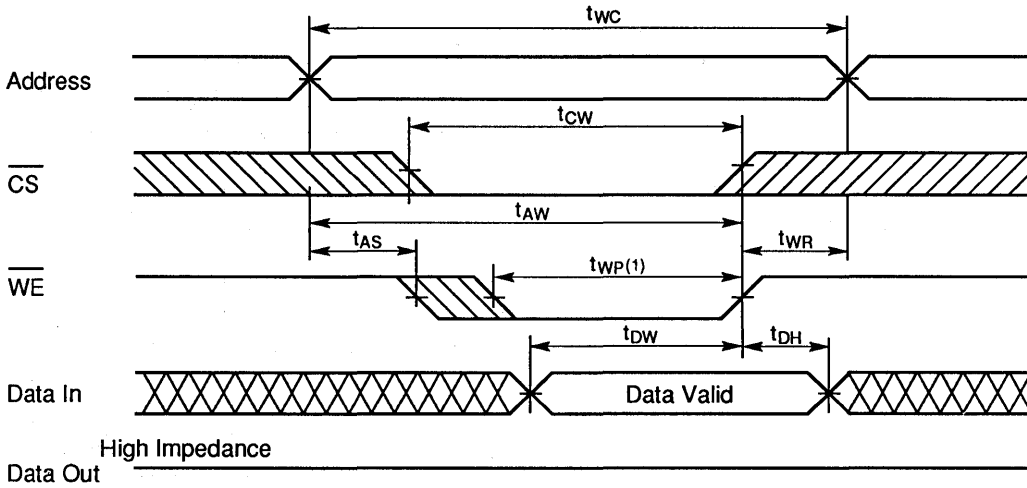 tWC
Address
tCW
CS
tAW
tAS
tWR
WE
tWP(1)
tDW
tDH
Data In
Data Valid
High Impedance
Data Out